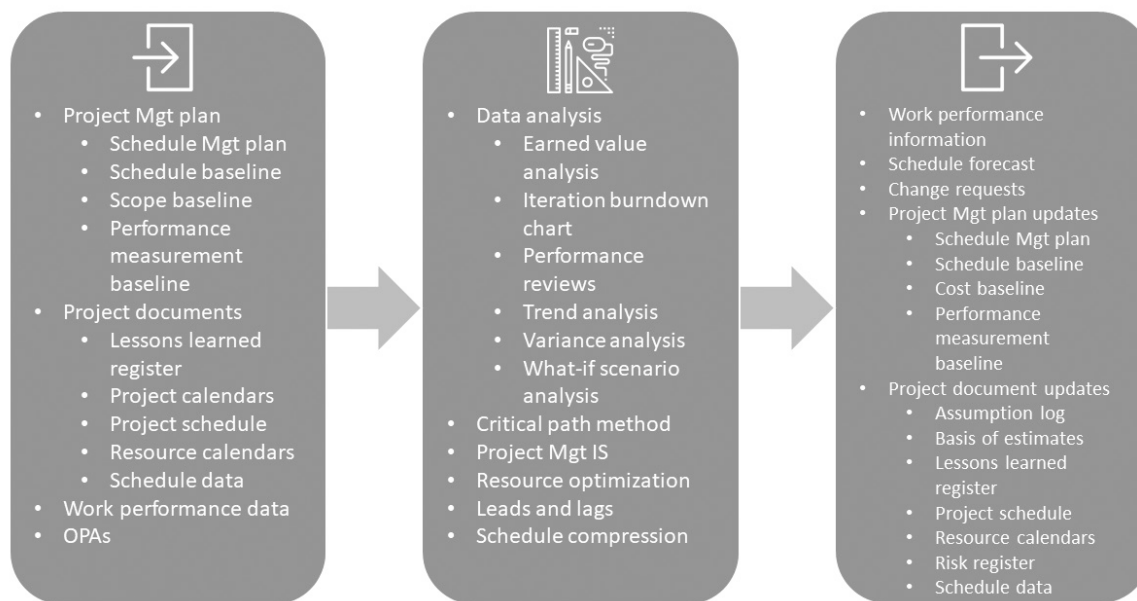 • Project Mgt plan
• Schedule Mgt plan
• Schedule baseline
• Scope baseline
• Performance
measurement
baseline
• Project documents
• Lessons learned
register
• Project calendars
• Project schedule
• Resource calendars
• Schedule data
• Work performance data
• OPAs
• Data analysis
• Earned value
analysis
• Iteration burndown
chart
• Performance
reviews
• Trend analysis
• Variance analysis
• What-if scenario
analysis
• Critical path method
• Project Mgt IS
• Resource optimization
• Leads and lags
• Schedule compression
• Work performance
information
• Schedule forecast
• Change requests
• Project Mgt plan updates
• Schedule Mgt plan
• Schedule baseline
• Cost baseline
• Performance
measurement
baseline
• Project document updates
• Assumption log
• Basis of estimates
• Lessons learned
register
• Project schedule
• Resource calendars
• Risk register
• Schedule data